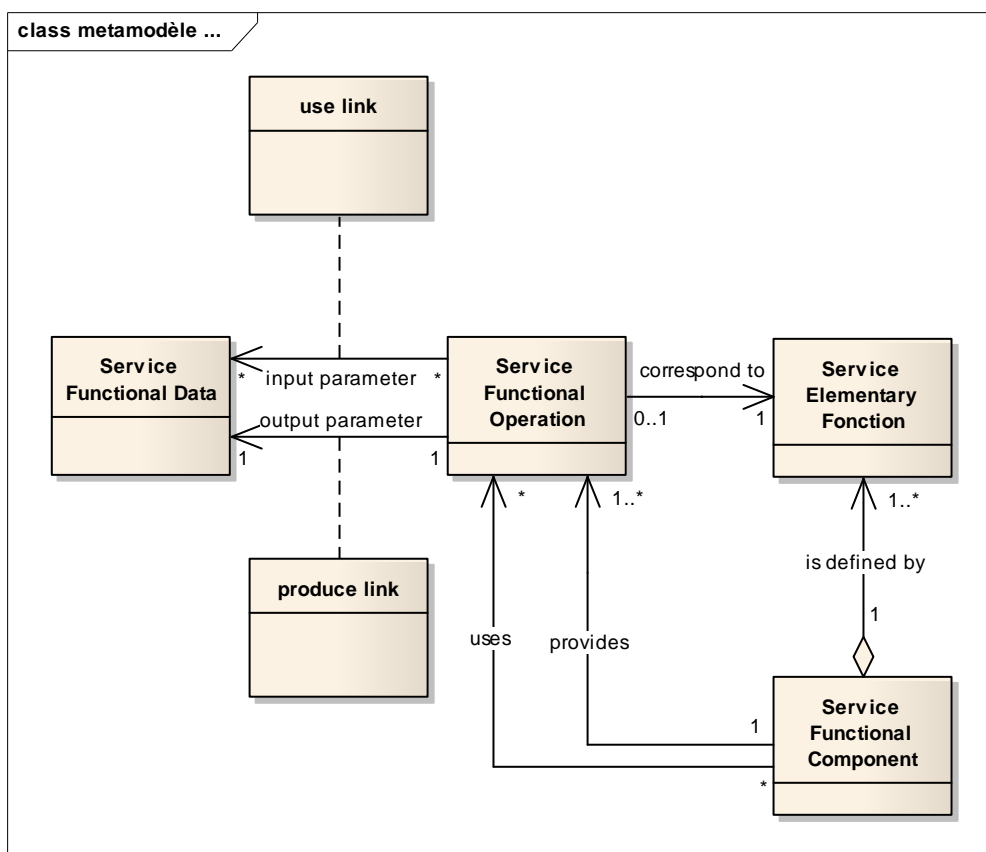 class metamodèle ...
use link
Service
Functional Data
*
input parameter
*
output parameter
1
1
Service
Functional
Operation
correspond to
0..1
1
Service
Elementary
Fonction
*
1..*
1..*
produce link
uses
provides
is defined by
1
1
*
Service
Functional
Component